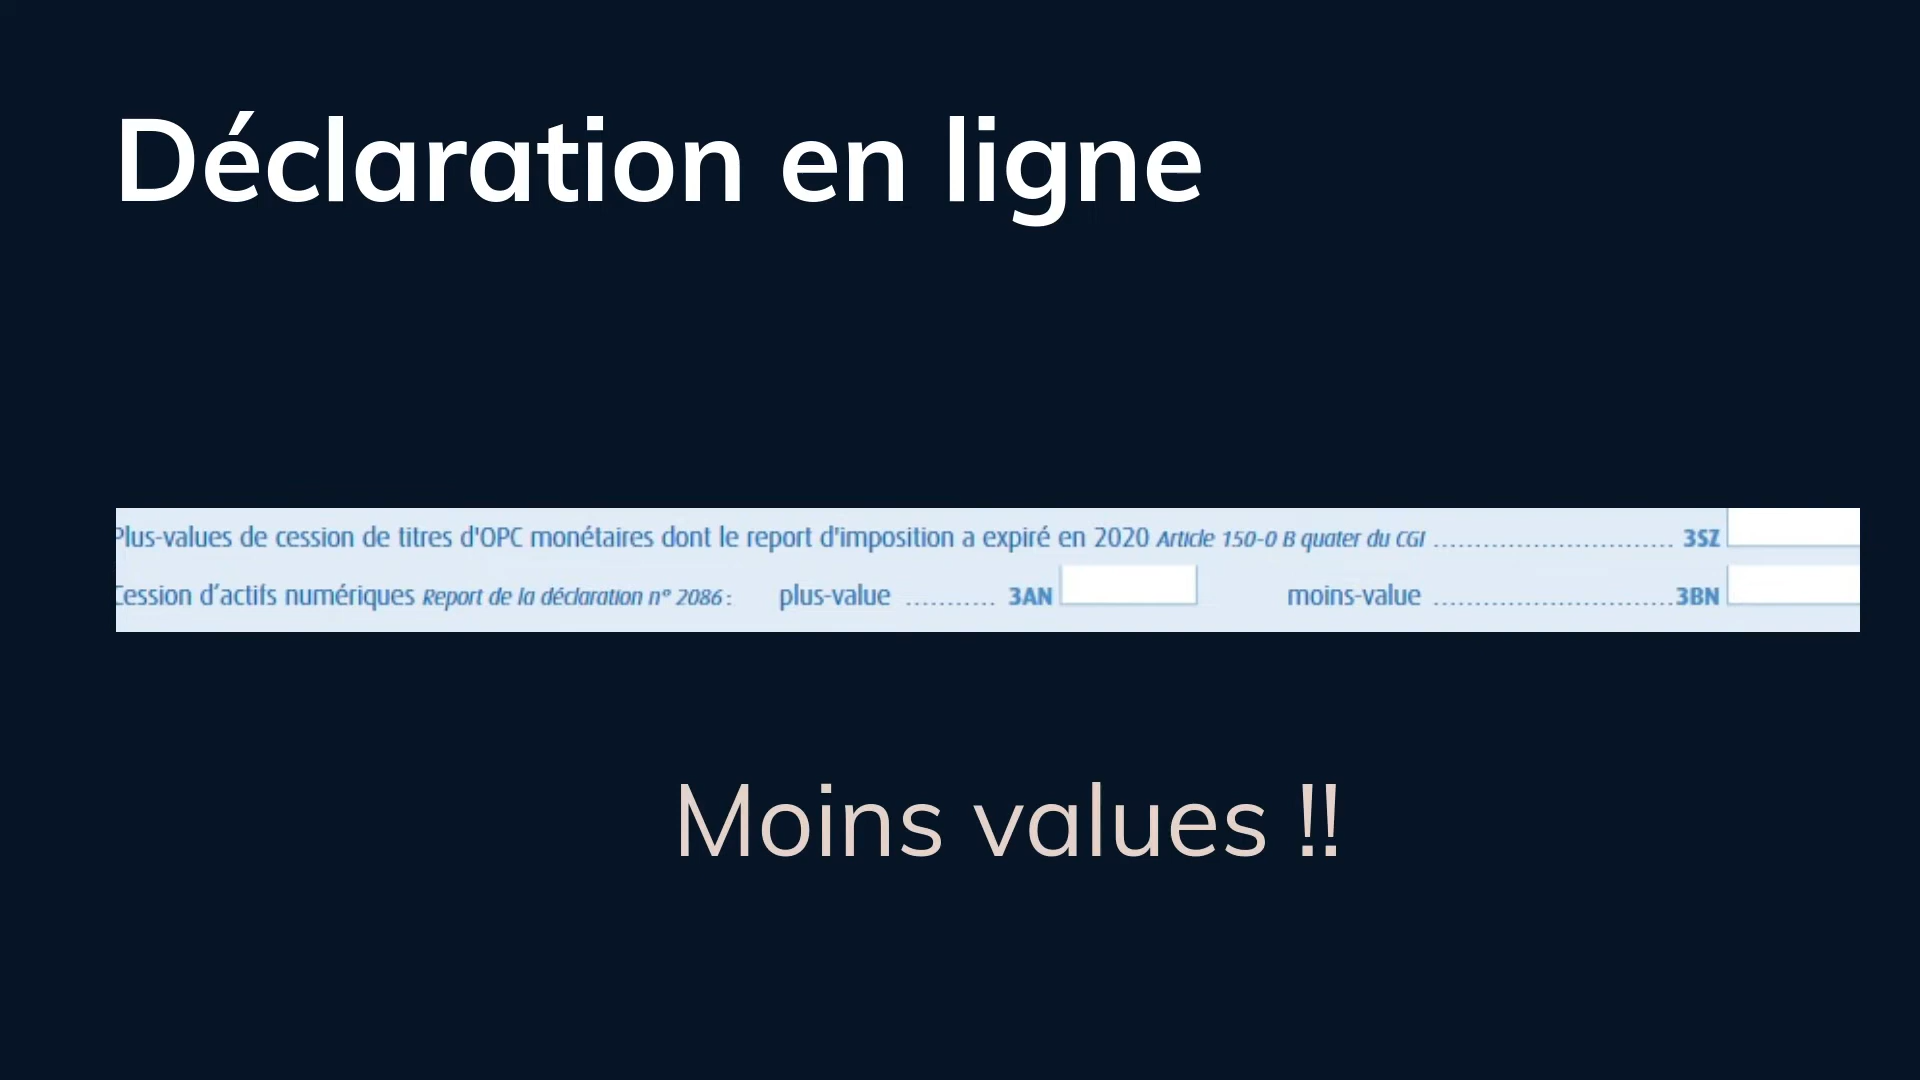 Déclaration en ligne
Plus-values de cession de titres d'OPC monétaires dont le report d'imposition a expiré en 2020 Article 150-0 B quater du CGI ............................. 3SZ
Cession d’actifs numériques Report de la déclaration n° 2086 : plus-value ........... 3AN moins-value ............................. 3BN
Moins values !!